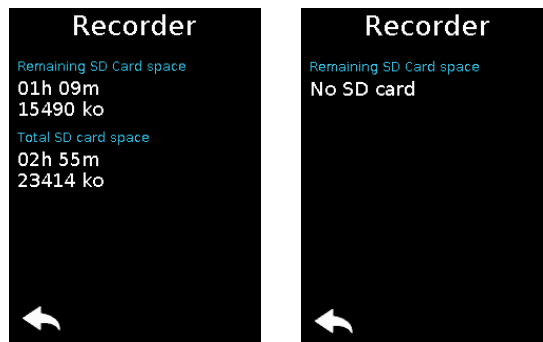 Recorder
Remaining SD Card space
01h 09m
15490 ko
Total SD card space
02h 55m
23414 ko
Recorder
Remaining SD Card space
No SD card